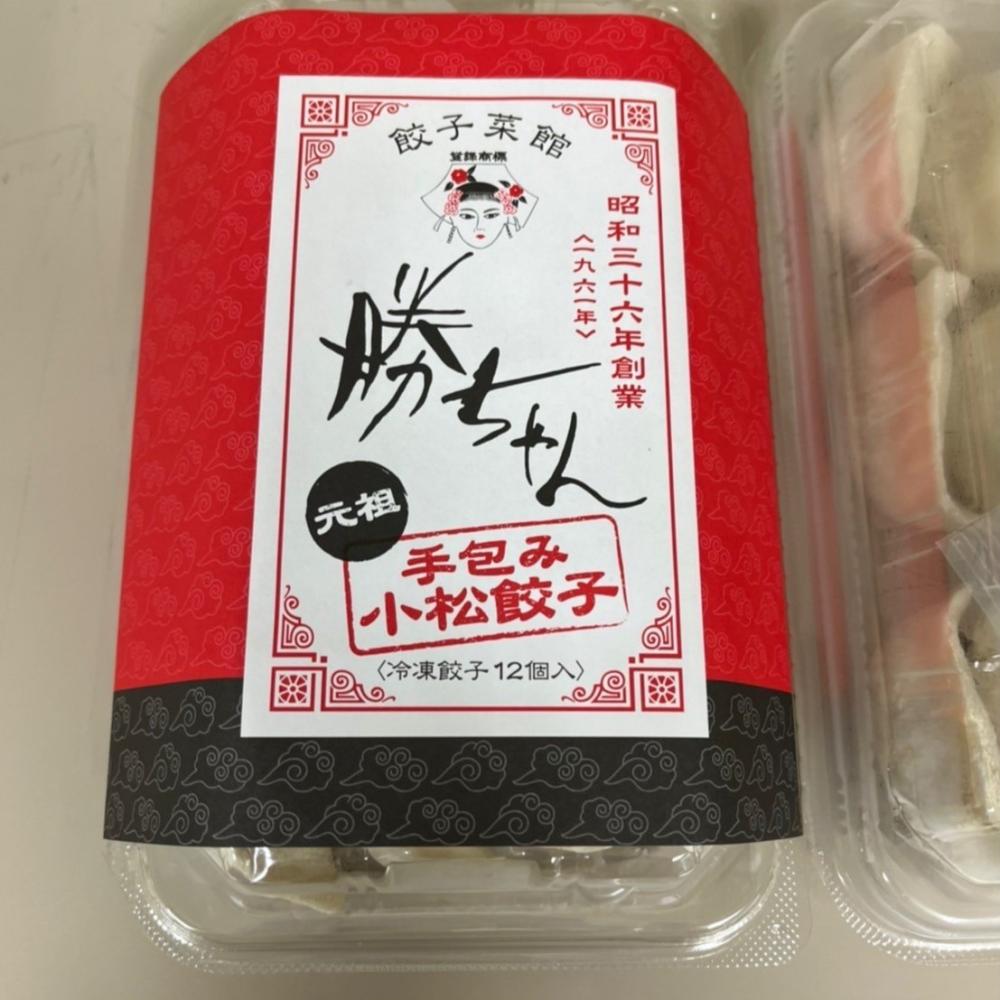 餃子菜館
登録商標
昭和三十六年創業
〈一九六一年〉
勝ちゃん
元祖
手包み
小松餃子
〈冷凍餃子12個入〉